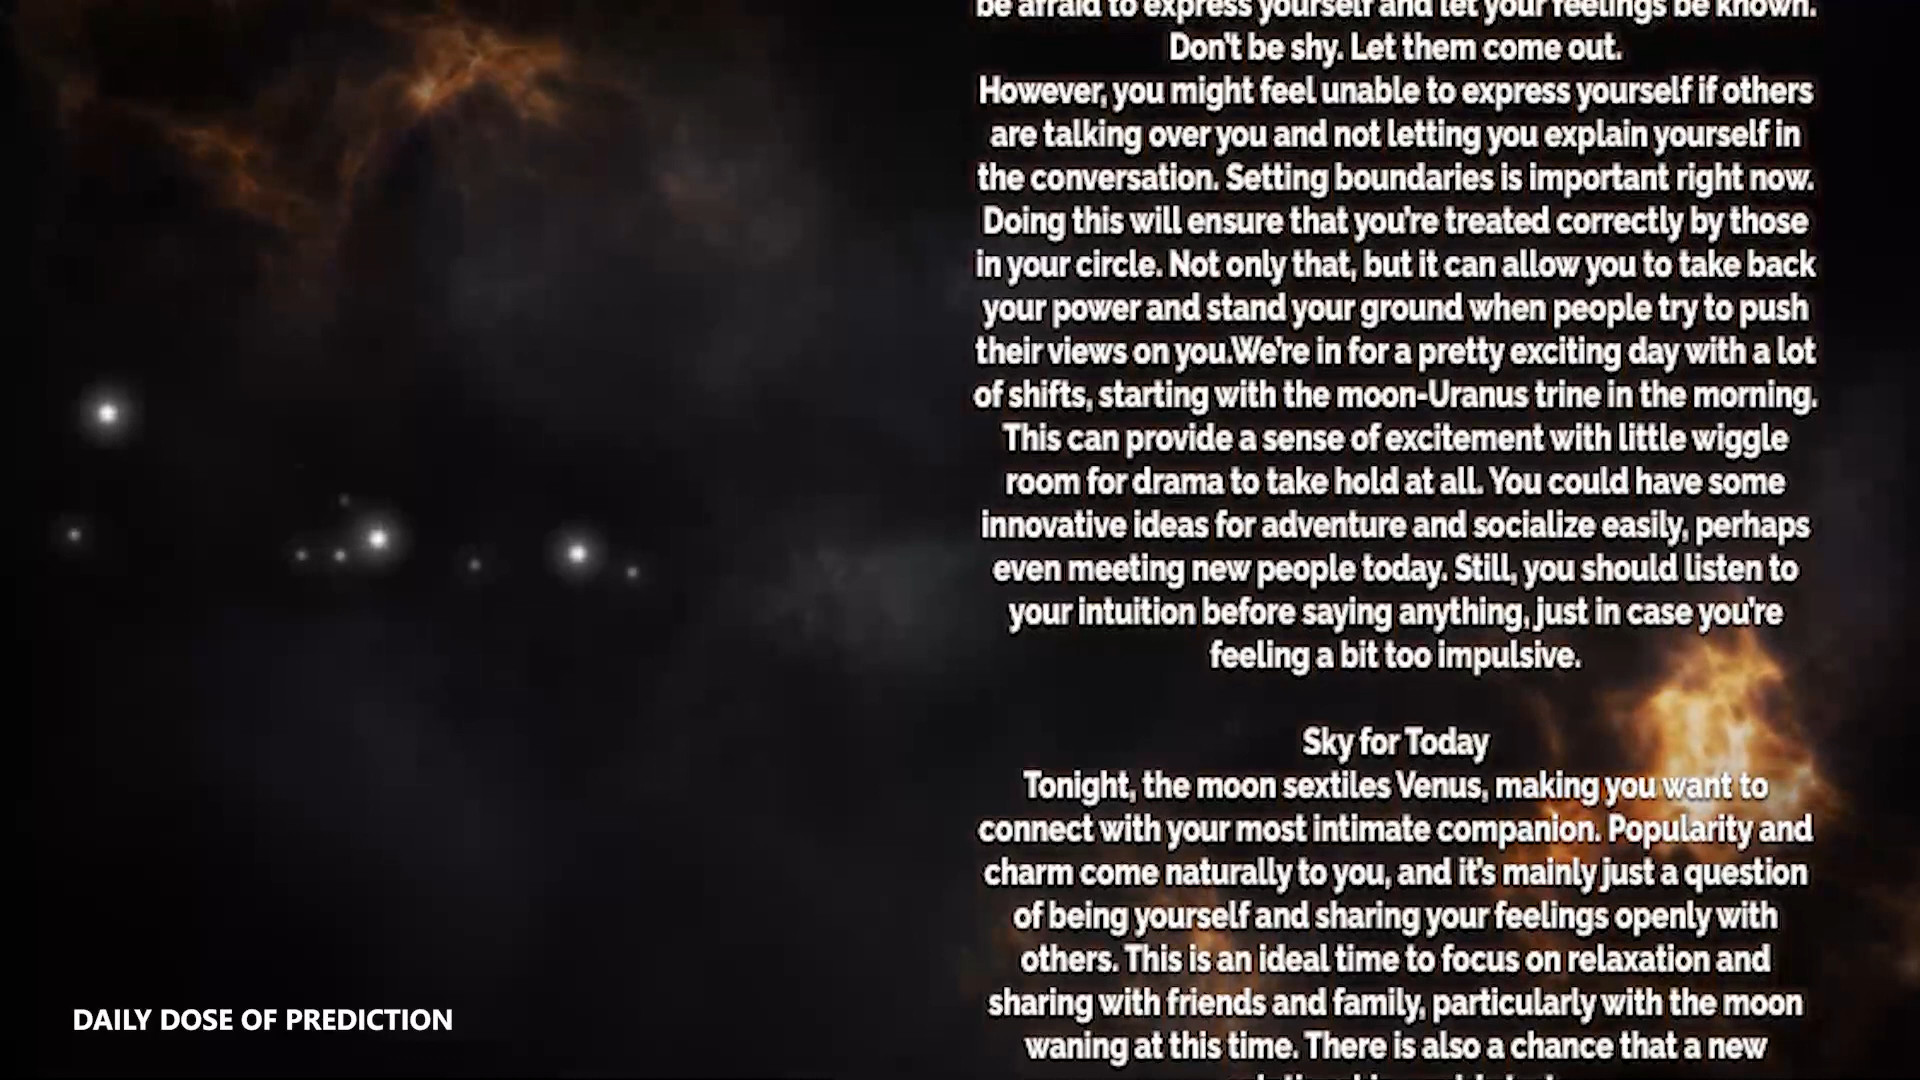 be afraid to express yourself and let your feelings be known.
Don't be shy. Let them come out.
However, you might feel unable to express yourself if others
are talking over you and not letting you explain yourself in
the conversation. Setting boundaries is important right now.
Doing this will ensure that you're treated correctly by those
in your circle. Not only that, but it can allow you to take back
your power and stand your ground when people try to push
their views on you.We're in for a pretty exciting day with a lot
of shifts, starting with the moon-Uranus trine in the morning.
This can provide a sense of excitement with little wiggle
room for drama to take hold at all. You could have some
innovative ideas for adventure and socialize easily, perhaps
even meeting new people today. Still, you should listen to
your intuition before saying anything, just in case you're
feeling a bit too impulsive.
Sky for Today
Tonight, the moon sextiles Venus, making you want to
connect with your most intimate companion. Popularity and
charm come naturally to you, and it's mainly just a question
of being yourself and sharing your feelings openly with
others. This is an ideal time to focus on relaxation and
sharing with friends and family, particularly with the moon
waning at this time. There is also a chance that a new
DAILY DOSE OF PREDICTION